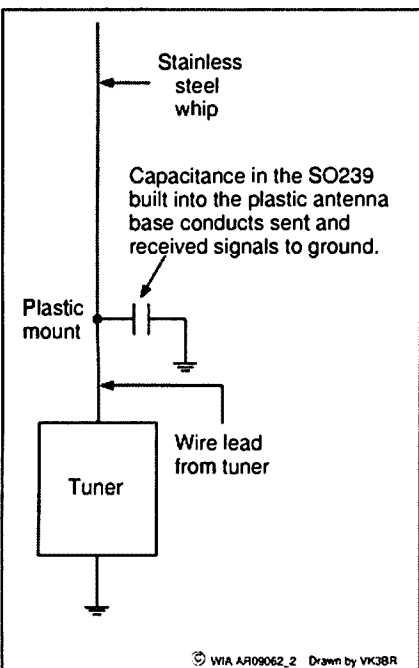 Stainless
steel
whip
Capacitance in the SO239
built into the plastic antenna
base conducts sent and
received signals to ground.
Plastic
mount
Wire lead
from tuner
Tuner
© WIA AR09062_2 Drawn by VK3BR